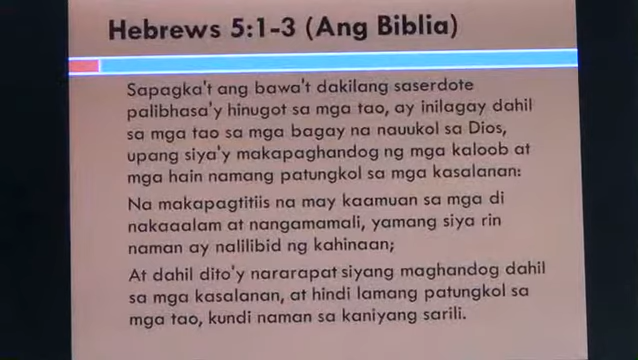 Hebrews 5:1-3 (Ang Biblia)
Sapagka't ang bawa't dakilang saserdote
palibhasa'y hinugot sa mga tao, ay inilagay dahil
sa mga tao sa mga bagay na nauukol sa Dios,
upang siya'y makapaghandog ng mga kaloob at
mga hain namang patungkol sa mga kasalanan:
Na makapagtitiis na may kaamuan sa mga di
nakaaalam at nangamamali, yamang siya rin
naman ay nalilibid ng kahinaan;
At dahil dito'y nararapat siyang maghandog dahil
sa mga kasalanan, at hindi lamang patungkol sa
mga tao, kundi naman sa kaniyang sarili.